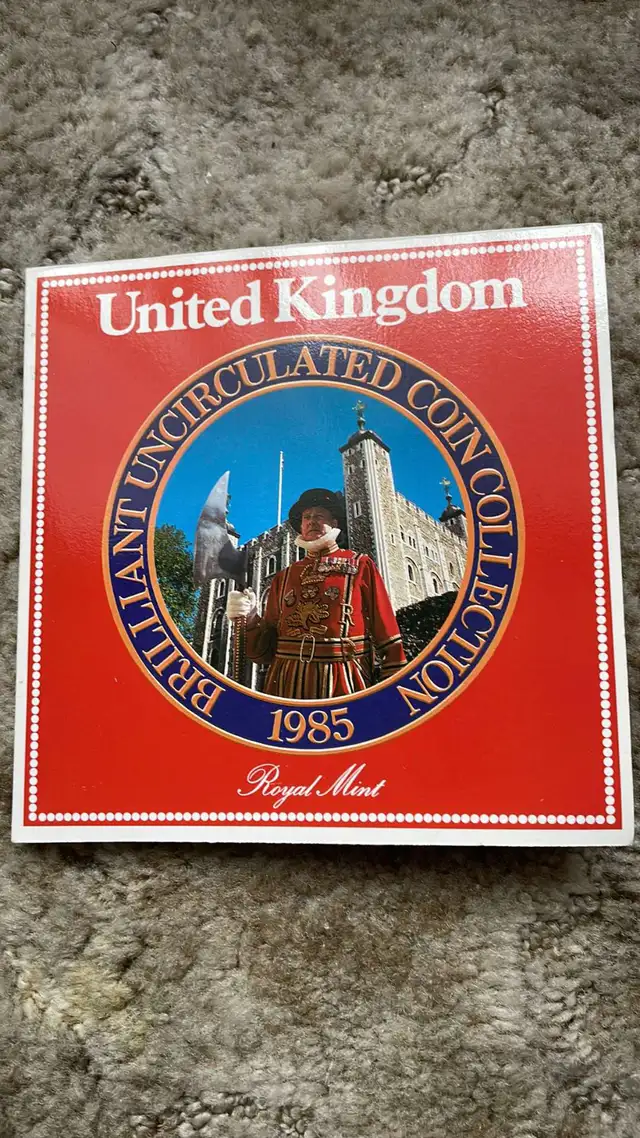 United Kingdom
BRILLIANT UNCIRCULATED COIN COLLECTION
1985
Royal Mint